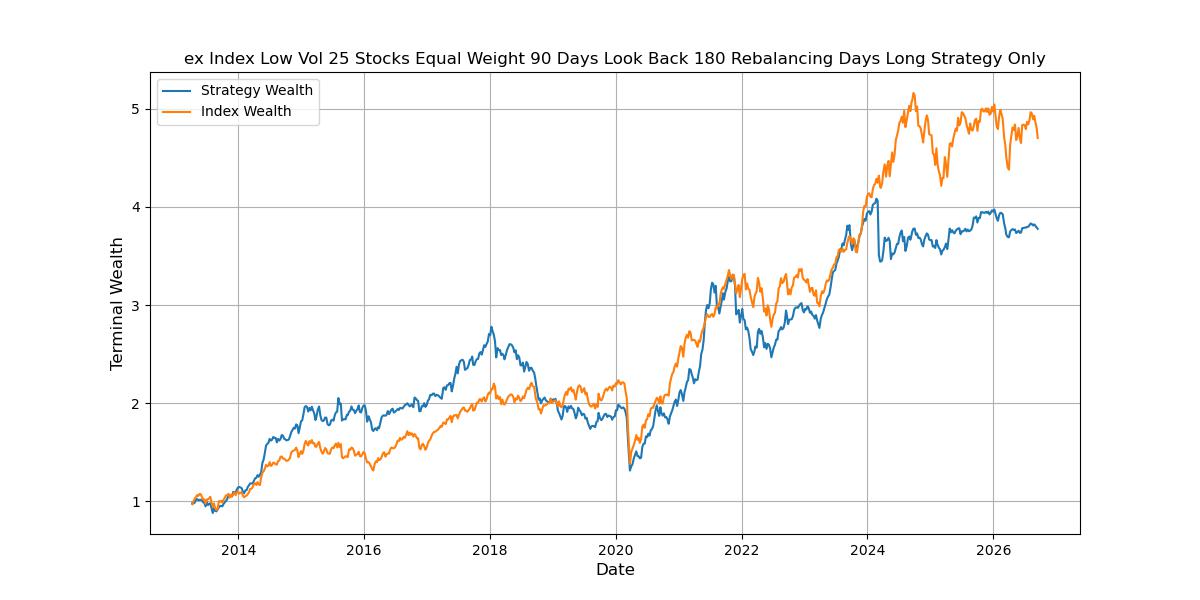 ex Index Low Vol 25 Stocks Equal Weight 90 Days Look Back 180 Rebalancing Days Long Strategy Only
Strategy Wealth
Index Wealth
5
4
3
2
1
Terminal Wealth
2014 2016 2018 2020 2022 2024 2026
Date